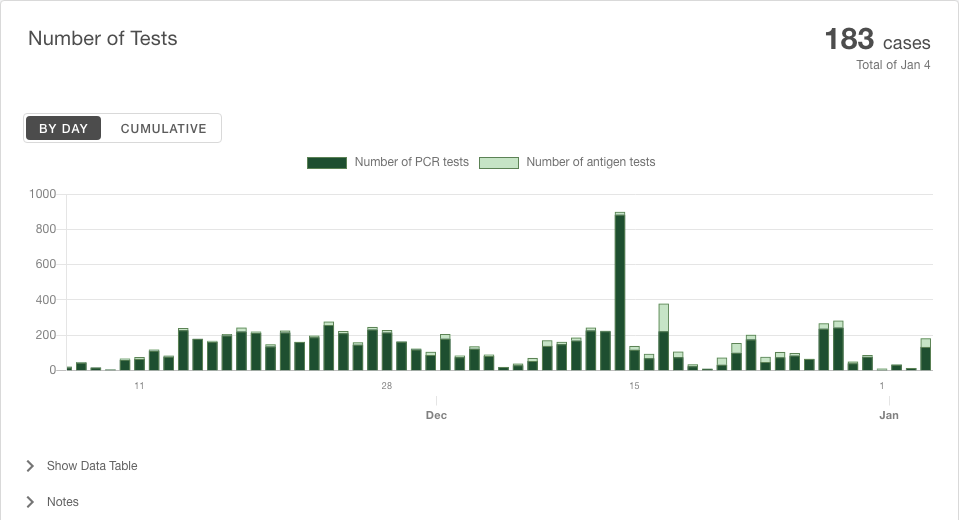 Number of Tests
183 cases
Total of Jan 4
BY DAY CUMULATIVE
Number of PCR tests Number of antigen tests
1000
800
600
400
200
0
11 28 15 1
Dec Jan
Show Data Table
Notes